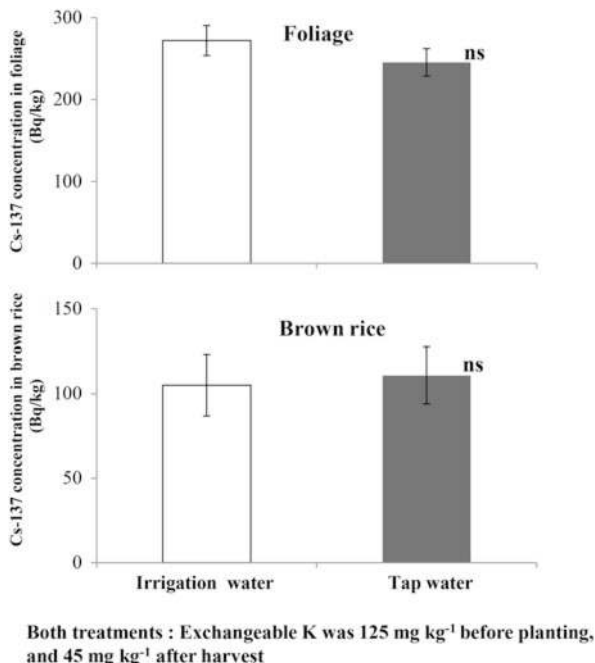 Foliage
ns
Cs-137 concentration in foliage
(Bq/kg)
300
200
100
0
Brown rice
ns
Cs-137 concentration in brown rice
(Bq/kg)
150
100
50
0
Irrigation water
Tap water
Both treatments : Exchangeable K was 125 mg kg⁻¹ before planting,
and 45 mg kg⁻¹ after harvest